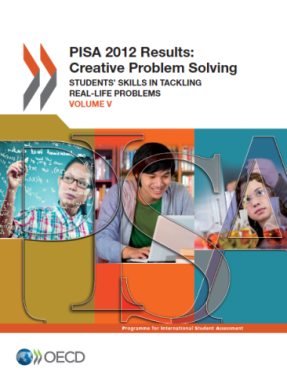 PISA 2012 Results:
Creative Problem Solving
STUDENTS' SKILLS IN TACKLING
REAL-LIFE PROBLEMS
VOLUME V
PISA
Programme for International Student Assessment
OECD